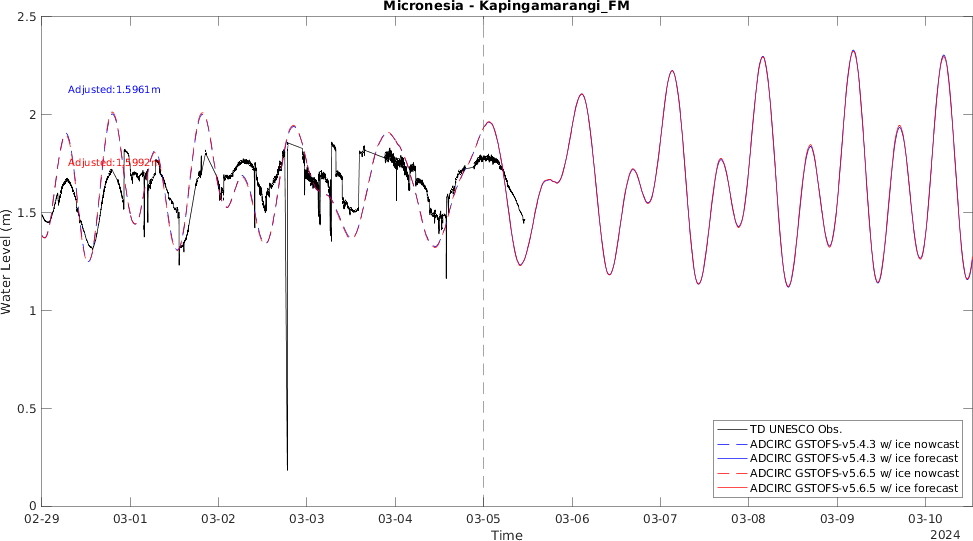 Micronesia - Kapingamarangi_FM
2.5
2
1.5
1
0.5
0
Water Level (m)
Adjusted:1.5961m
Adjusted:1.5992m
TD UNESCO Obs.
ADCIRC GSTOFS-v5.4.3 w/ ice nowcast
ADCIRC GSTOFS-v5.4.3 w/ ice forecast
ADCIRC GSTOFS-v5.6.5 w/ ice nowcast
ADCIRC GSTOFS-v5.6.5 w/ ice forecast
02-29 03-01 03-02 03-03 03-04 03-05 03-06 03-07 03-08 03-09 03-10
Time
2024